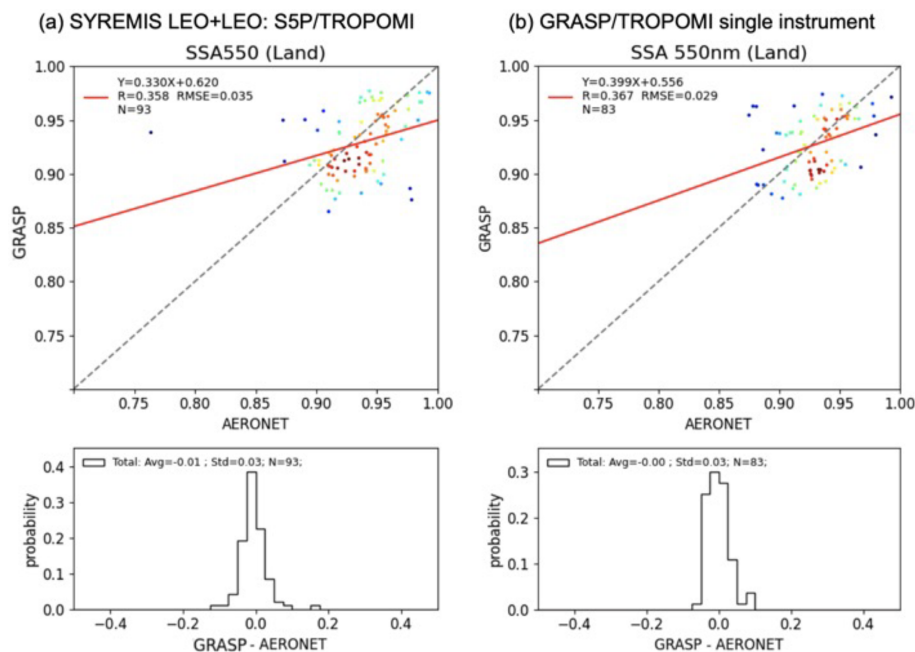 (a) SYREMIS LEO+LEO: S5P/TROPOMI
SSA550 (Land)
1.00
0.95
0.90
0.85
0.80
0.75
GRASP
Y=0.330X+0.620
R=0.358 RMSE=0.035
N=93
0.75 0.80 0.85 0.90 0.95 1.00
AERONET
(b) GRASP/TROPOMI single instrument
SSA 550nm (Land)
1.00
0.95
0.90
0.85
0.80
0.75
GRASP
Y=0.399X+0.556
R=0.367 RMSE=0.029
N=83
0.75 0.80 0.85 0.90 0.95 1.00
AERONET
Total: Avg=-0.01 ; Std=0.03; N=93;
0.4
0.3
0.2
0.1
0.0
probability
−0.4 −0.2 0.0 0.2 0.4
GRASP - AERONET
Total: Avg=-0.00 ; Std=0.03; N=83;
0.3
0.2
0.1
0.0
probability
−0.4 −0.2 0.0 0.2 0.4
GRASP - AERONET